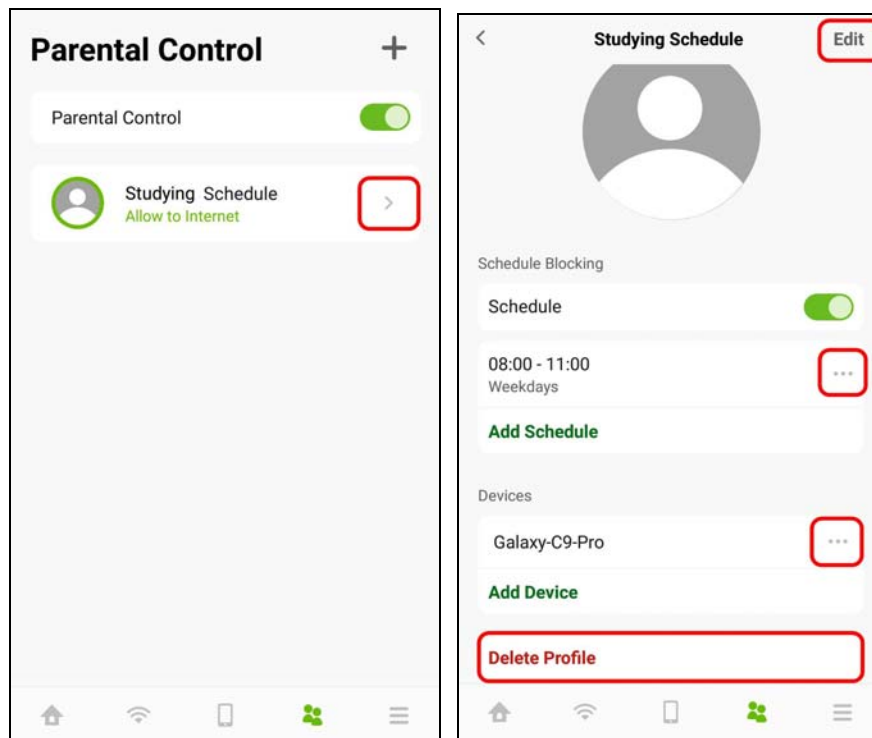 Parental Control
Parental Control
Studying Schedule
Allow to Internet
Studying Schedule
Edit
Schedule Blocking
Schedule
08:00 - 11:00
Weekdays
Add Schedule
Devices
Galaxy-C9-Pro
Add Device
Delete Profile